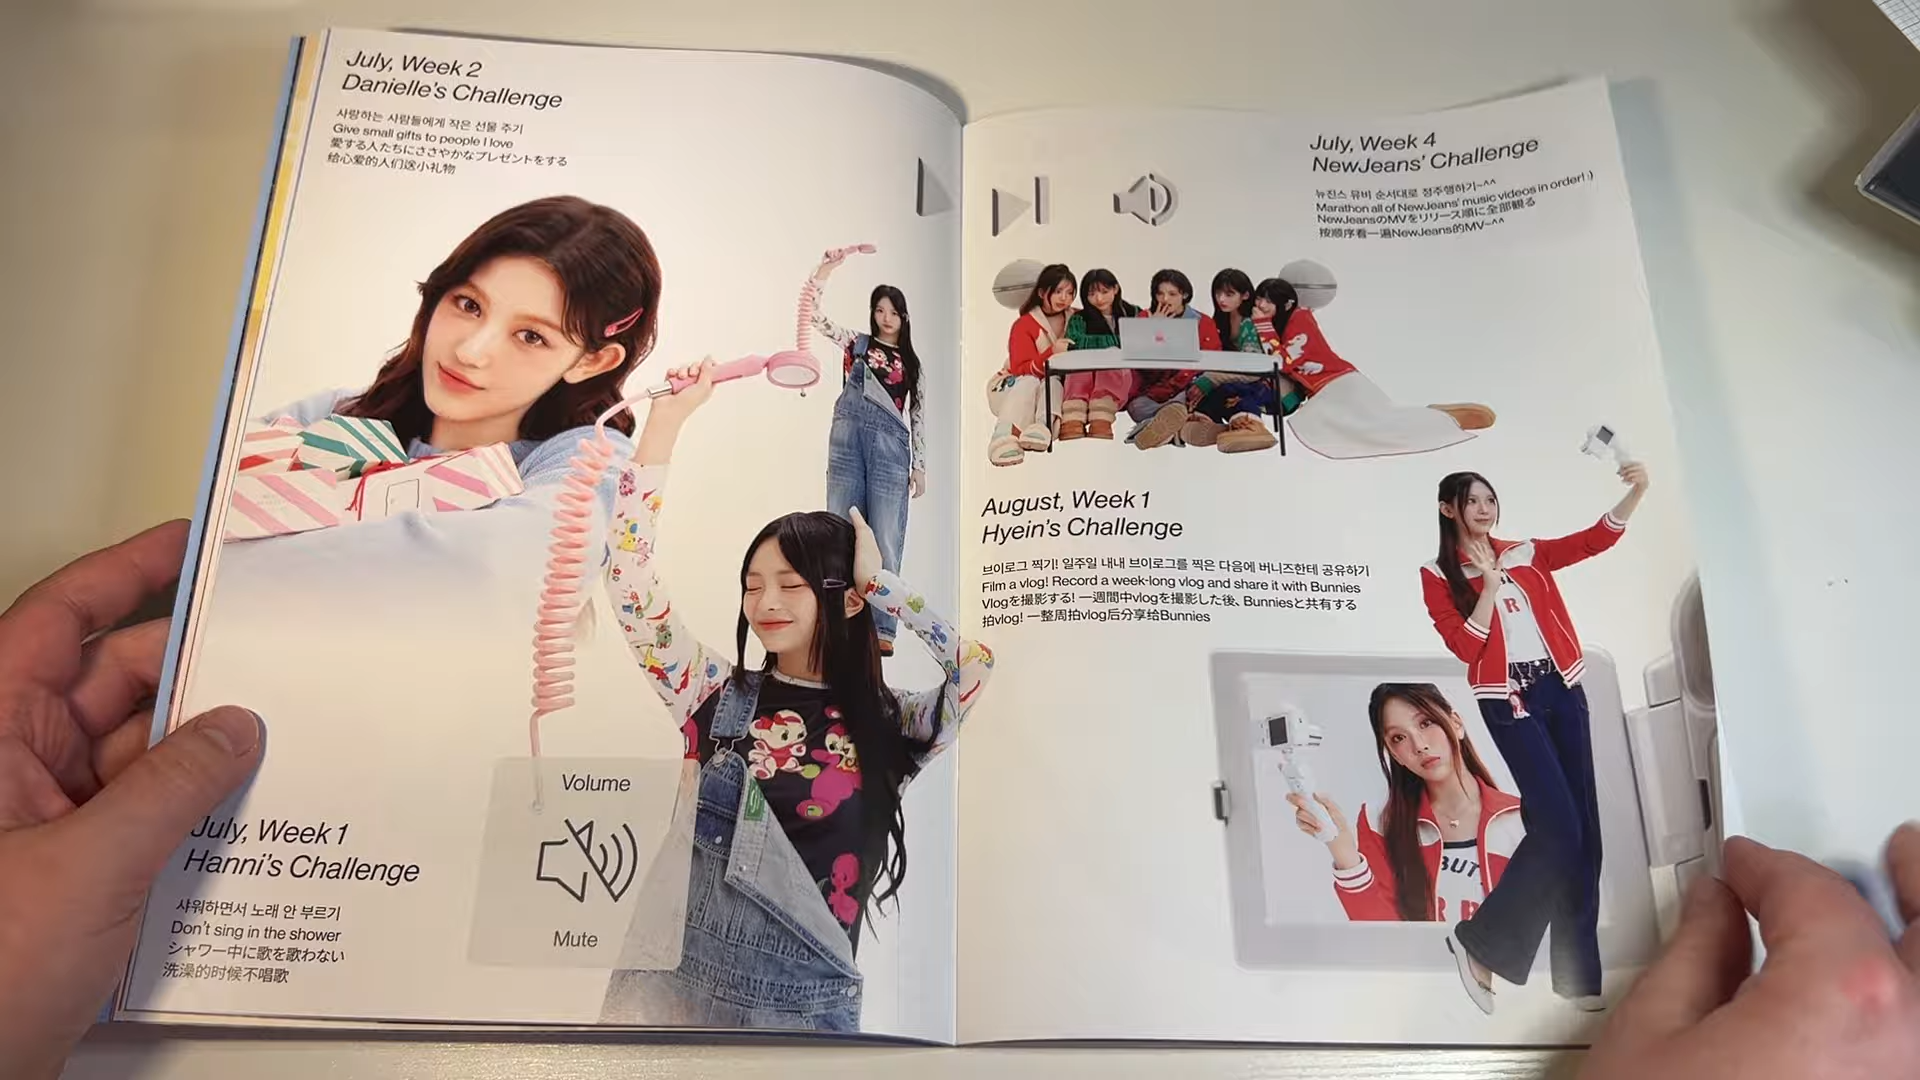 July, Week 2
Danielle's Challenge
사랑하는 사람들에게 작은 선물 주기
Give small gifts to people I love
愛する人たちにささやかなプレゼントをする
给心爱的人们送小礼物
Volume
Mute
July, Week 1
Hanni's Challenge
샤워하면서 노래 안 부르기
Don't sing in the shower
シャワー中に歌を歌わない
洗澡的时候不唱歌
July, Week 4
NewJeans' Challenge
뉴진스 뮤비 순서대로 정주행하기~^^
Marathon all of NewJeans' music videos in order! :)
NewJeansのMVをリリース順に全部観る
按顺序看一遍NewJeans的MV~^^
August, Week 1
Hyein's Challenge
브이로그 찍기! 일주일 내내 브이로그를 찍은 다음에 버니즈한테 공유하기
Film a vlog! Record a week-long vlog and share it with Bunnies
Vlogを撮影する! 一週間中vlogを撮影した後、Bunniesと共有する
拍vlog! 一整周拍vlog后分享给Bunnies
R
BUT
R R